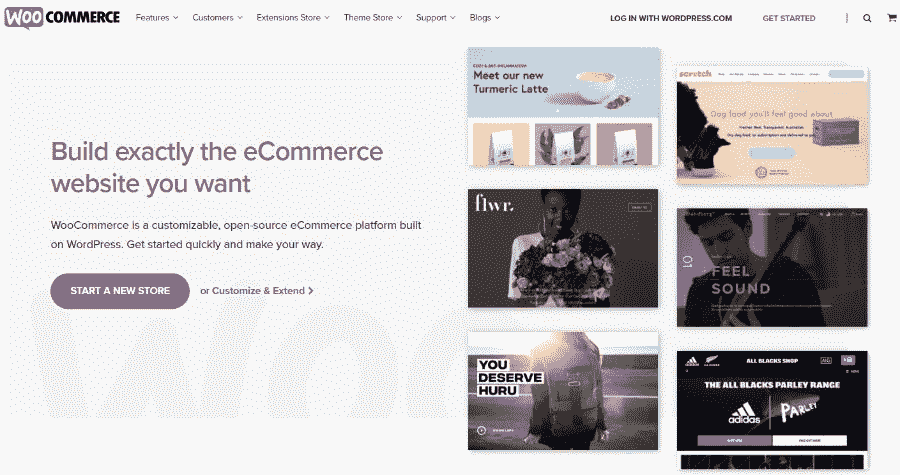 WOO COMMERCE
Features
Customers
Extensions Store
Theme Store
Support
Blogs
LOG IN WITH WORDPRESS.COM
GET STARTED
Build exactly the eCommerce
website you want
WooCommerce is a customizable, open-source eCommerce platform built
on WordPress. Get started quickly and make your way.
START A NEW STORE
or Customize & Extend
Woo
Meet our new
Turmeric Latte
scratch
Dog food you'll feel good about
flwr.
01
FEEL
SOUND
YOU
DESERVE
HURU
ALL BLACKS SHOP
THE ALL BLACKS PARLEY RANGE
adidas
PARLEY